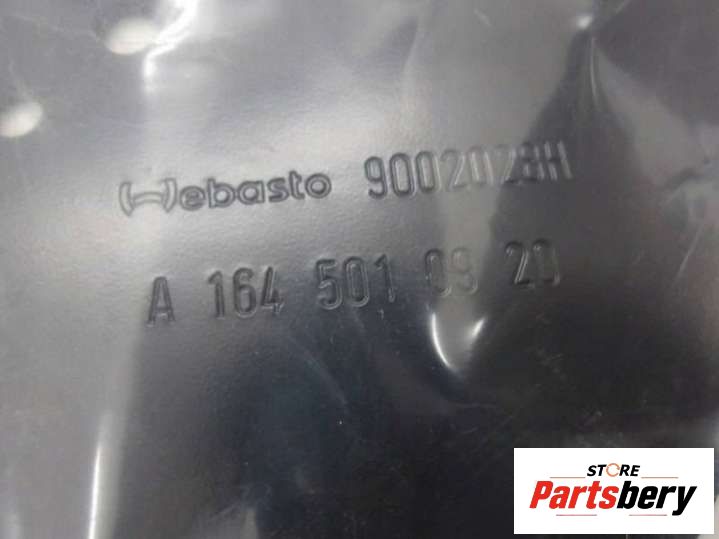 Webasto 9002028H
A 164 501 09 20
STORE
Partsbery